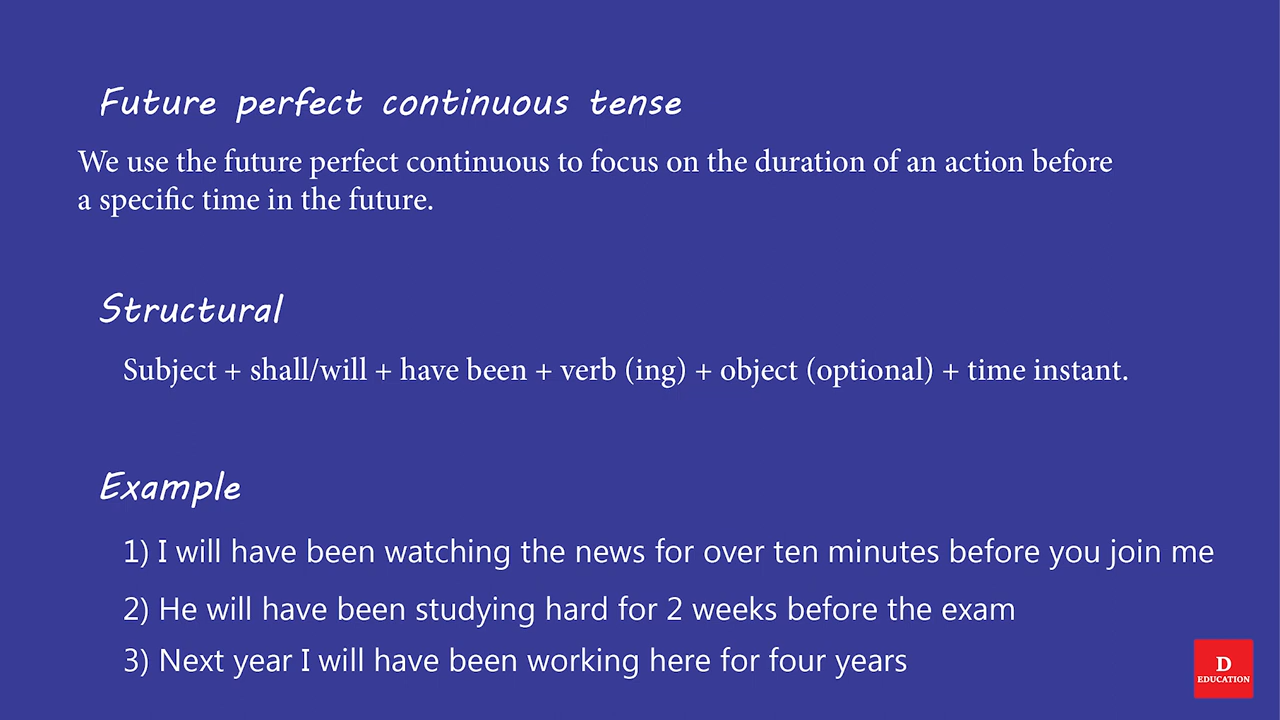 Future perfect continuous tense
We use the future perfect continuous to focus on the duration of an action before
a specific time in the future.
Structural
Subject + shall/will + have been + verb (ing) + object (optional) + time instant.
Example
1) I will have been watching the news for over ten minutes before you join me
2) He will have been studying hard for 2 weeks before the exam
3) Next year I will have been working here for four years
D
EDUCATION